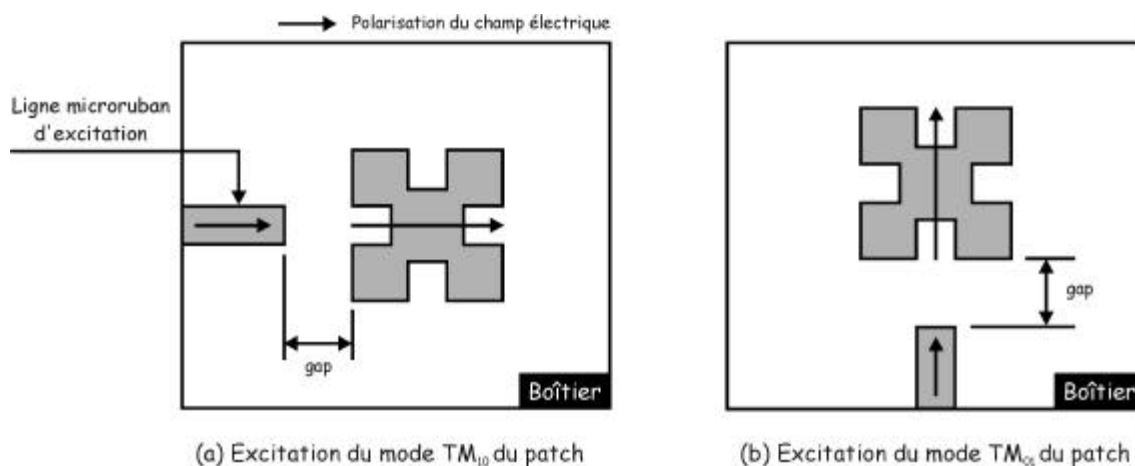 Polarisation du champ électrique
Ligne microruban
d'excitation
gap
Boîtier
gap
Boîtier
(a) Excitation du mode TM10 du patch
(b) Excitation du mode TM01 du patch